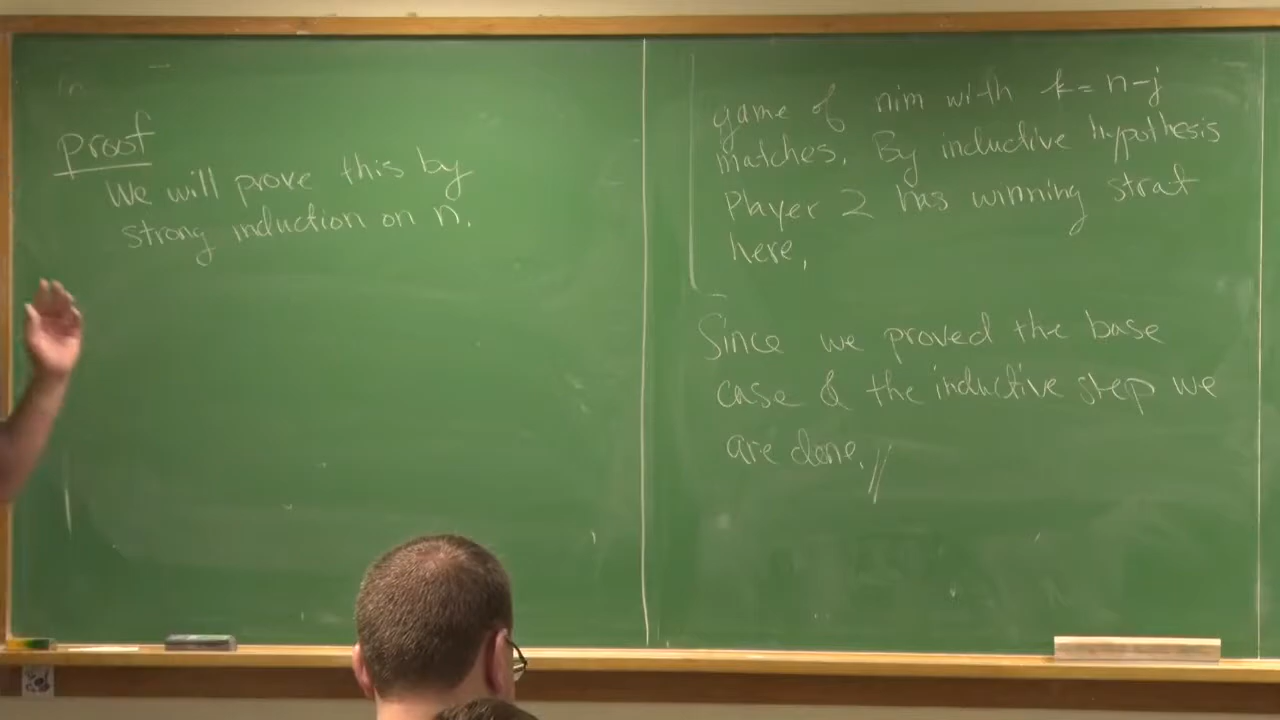 In
proof
We will prove this by
strong induction on n.
game of nim with k = n-j
matches. By inductive hypothesis
Player 2 has winning strat
here,
Since we proved the base
case & the inductive step we
are done. //